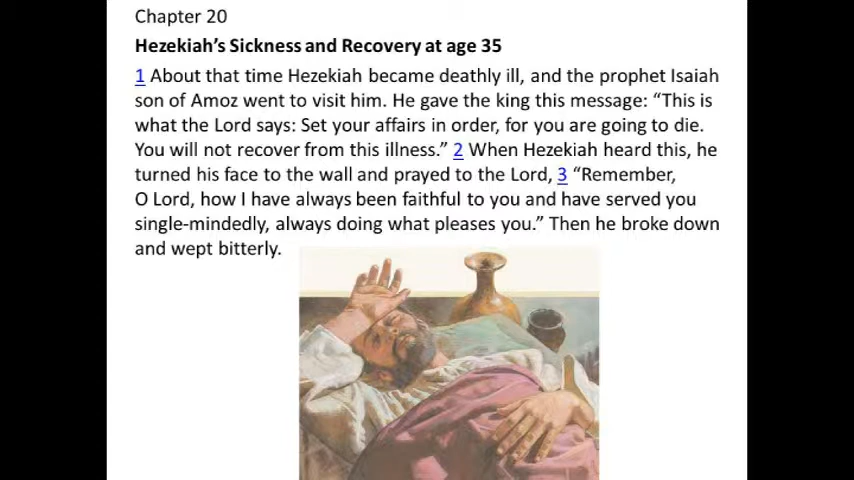 Chapter 20
Hezekiah's Sickness and Recovery at age 35
1 About that time Hezekiah became deathly ill, and the prophet Isaiah
son of Amoz went to visit him. He gave the king this message: “This is
what the Lord says: Set your affairs in order, for you are going to die.
You will not recover from this illness.” 2 When Hezekiah heard this, he
turned his face to the wall and prayed to the Lord, 3 “Remember,
O Lord, how I have always been faithful to you and have served you
single-mindedly, always doing what pleases you.” Then he broke down
and wept bitterly.